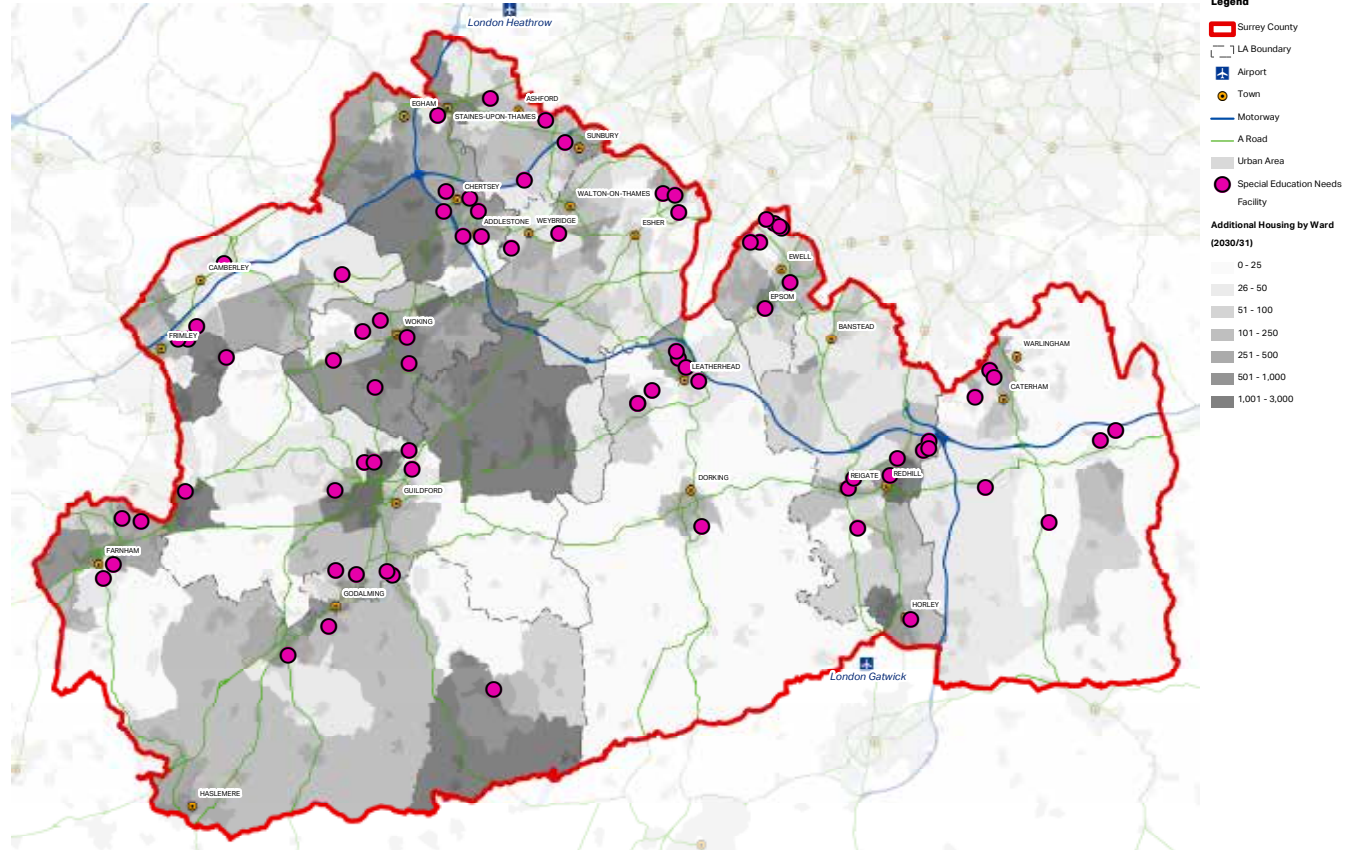 London Heathrow
EGHAM
ASHFORD
STAINES-UPON-THAMES
SUNBURY
CHERTSEY
WALTON-ON-THAMES
ADDLESTONE
WEYBRIDGE
ESHER
CAMBERLEY
EWELL
EPSOM
FRIMLEY
WOKING
BANSTEAD
WARLINGHAM
LEATHERHEAD
CATERHAM
DORKING
REIGATE
REDHILL
GUILDFORD
FARNHAM
GODALMING
HORLEY
London Gatwick
HASLEMERE
Legend
Surrey County
LA Boundary
Airport
Town
Motorway
A Road
Urban Area
Special Education Needs
Facility
Additional Housing by Ward
(2030/31)
0 - 25
26 - 50
51 - 100
101 - 250
251 - 500
501 - 1,000
1,001 - 3,000